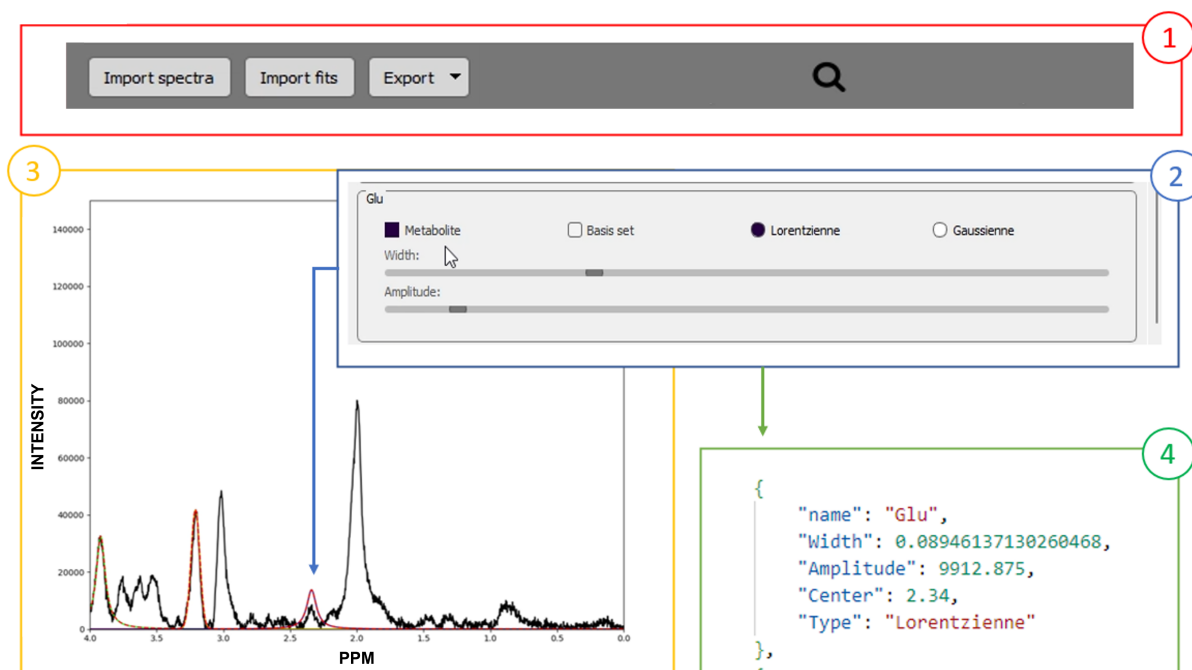 1
Import spectra Import fits Export
3
2
Glu
Metabolite Basis set Lorentzienne Gaussienne
Width:
Amplitude:
140000
120000
100000
80000
60000
40000
20000
0
INTENSITY
4.0 3.5 3.0 2.5 2.0 1.5 1.0 0.5 0.0
PPM
4
{
"name": "Glu",
"Width": 0.08946137130260468,
"Amplitude": 9912.875,
"Center": 2.34,
"Type": "Lorentzienne"
},